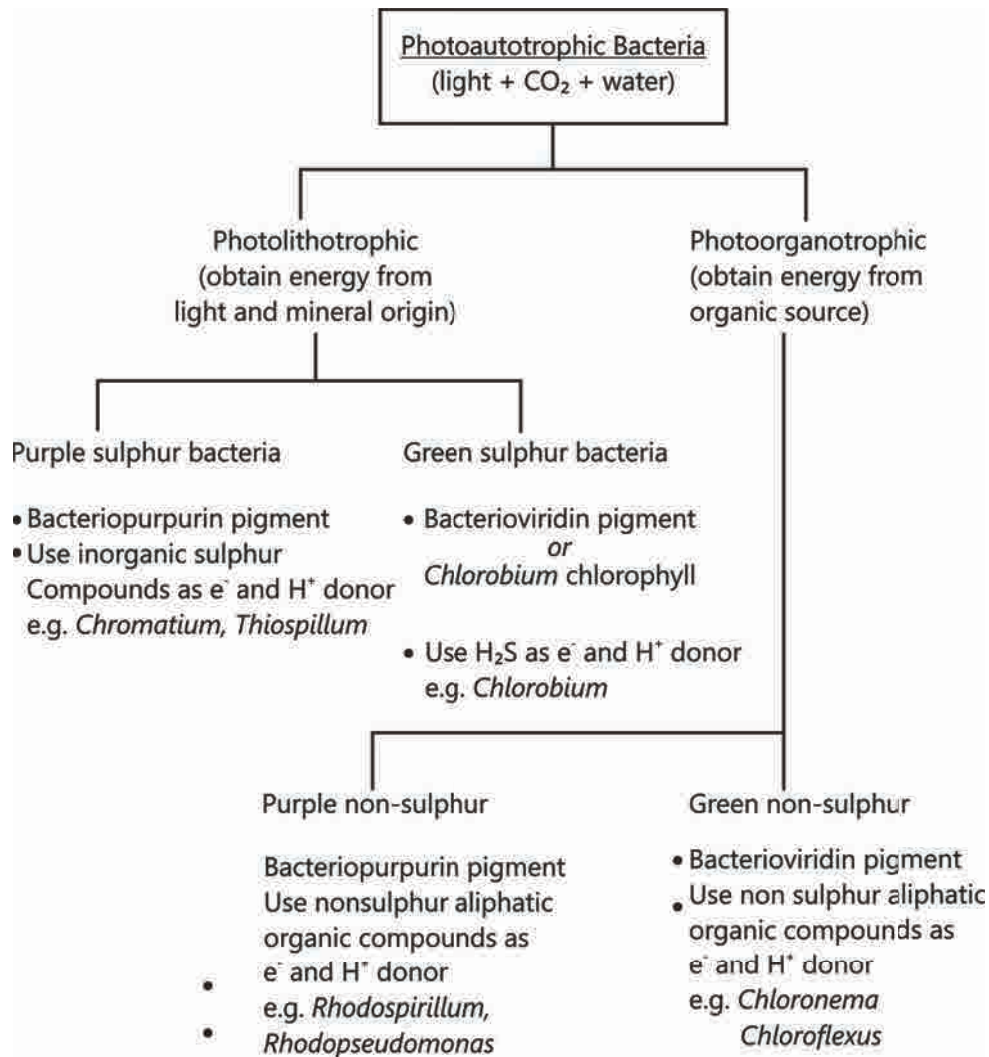 Photoautotrophic Bacteria
(light + CO₂ + water)
Photolithotrophic
(obtain energy from
light and mineral origin)
Photoorganotrophic
(obtain energy from
organic source)
Purple sulphur bacteria
• Bacteriopurpurin pigment
• Use inorganic sulphur
Compounds as e⁻ and H⁺ donor
e.g. Chromatium, Thiospillum
Green sulphur bacteria
• Bacterioviridin pigment
or
Chlorobium chlorophyll
• Use H₂S as e⁻ and H⁺ donor
e.g. Chlorobium
Purple non-sulphur
Bacteriopurpurin pigment
Use nonsulphur aliphatic
organic compounds as
e⁻ and H⁺ donor
• e.g. Rhodospirillum,
• Rhodopseudomonas
Green non-sulphur
• Bacterioviridin pigment
• Use non sulphur aliphatic
organic compounds as
e⁻ and H⁺ donor
e.g. Chloronema
Chloroflexus